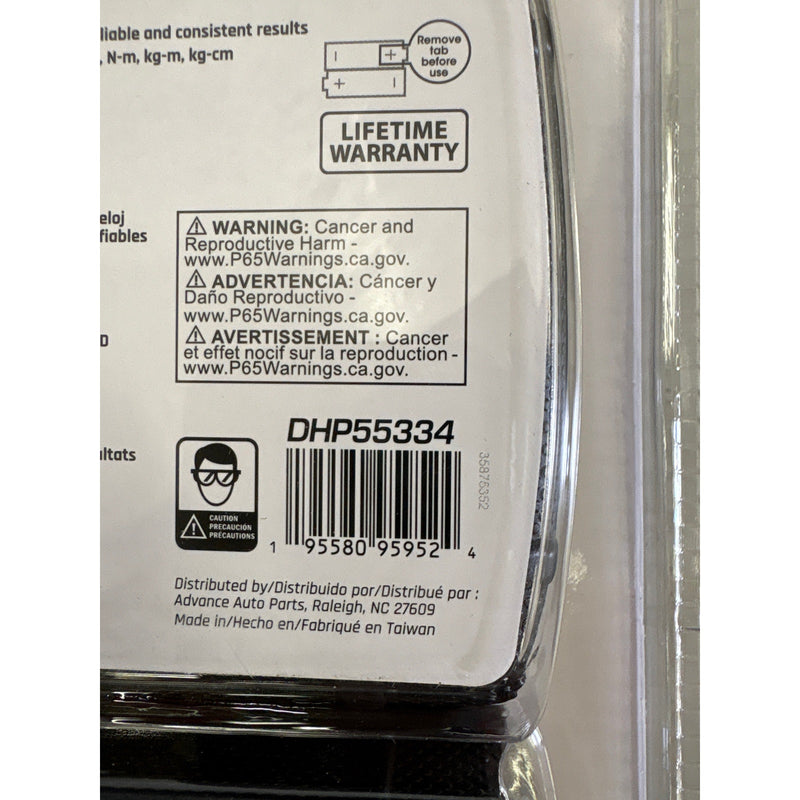 liable and consistent results
, N-m, kg-m, kg-cm
Remove
tab
before
use
LIFETIME
WARRANTY
eloj
fiables
⚠ WARNING: Cancer and
Reproductive Harm -
www.P65Warnings.ca.gov.
⚠ ADVERTENCIA: Cáncer y
Daño Reproductivo -
www.P65Warnings.ca.gov.
⚠ AVERTISSEMENT : Cancer
et effet nocif sur la reproduction -
www.P65Warnings.ca.gov.
D
ultats
DHP55334
35875352
CAUTION
PRECAUCIÓN
PRÉCAUTIONS
1 95580 95952 4
Distributed by/Distribuido por/Distribué par :
Advance Auto Parts, Raleigh, NC 27609
Made in/Hecho en/Fabriqué en Taiwan